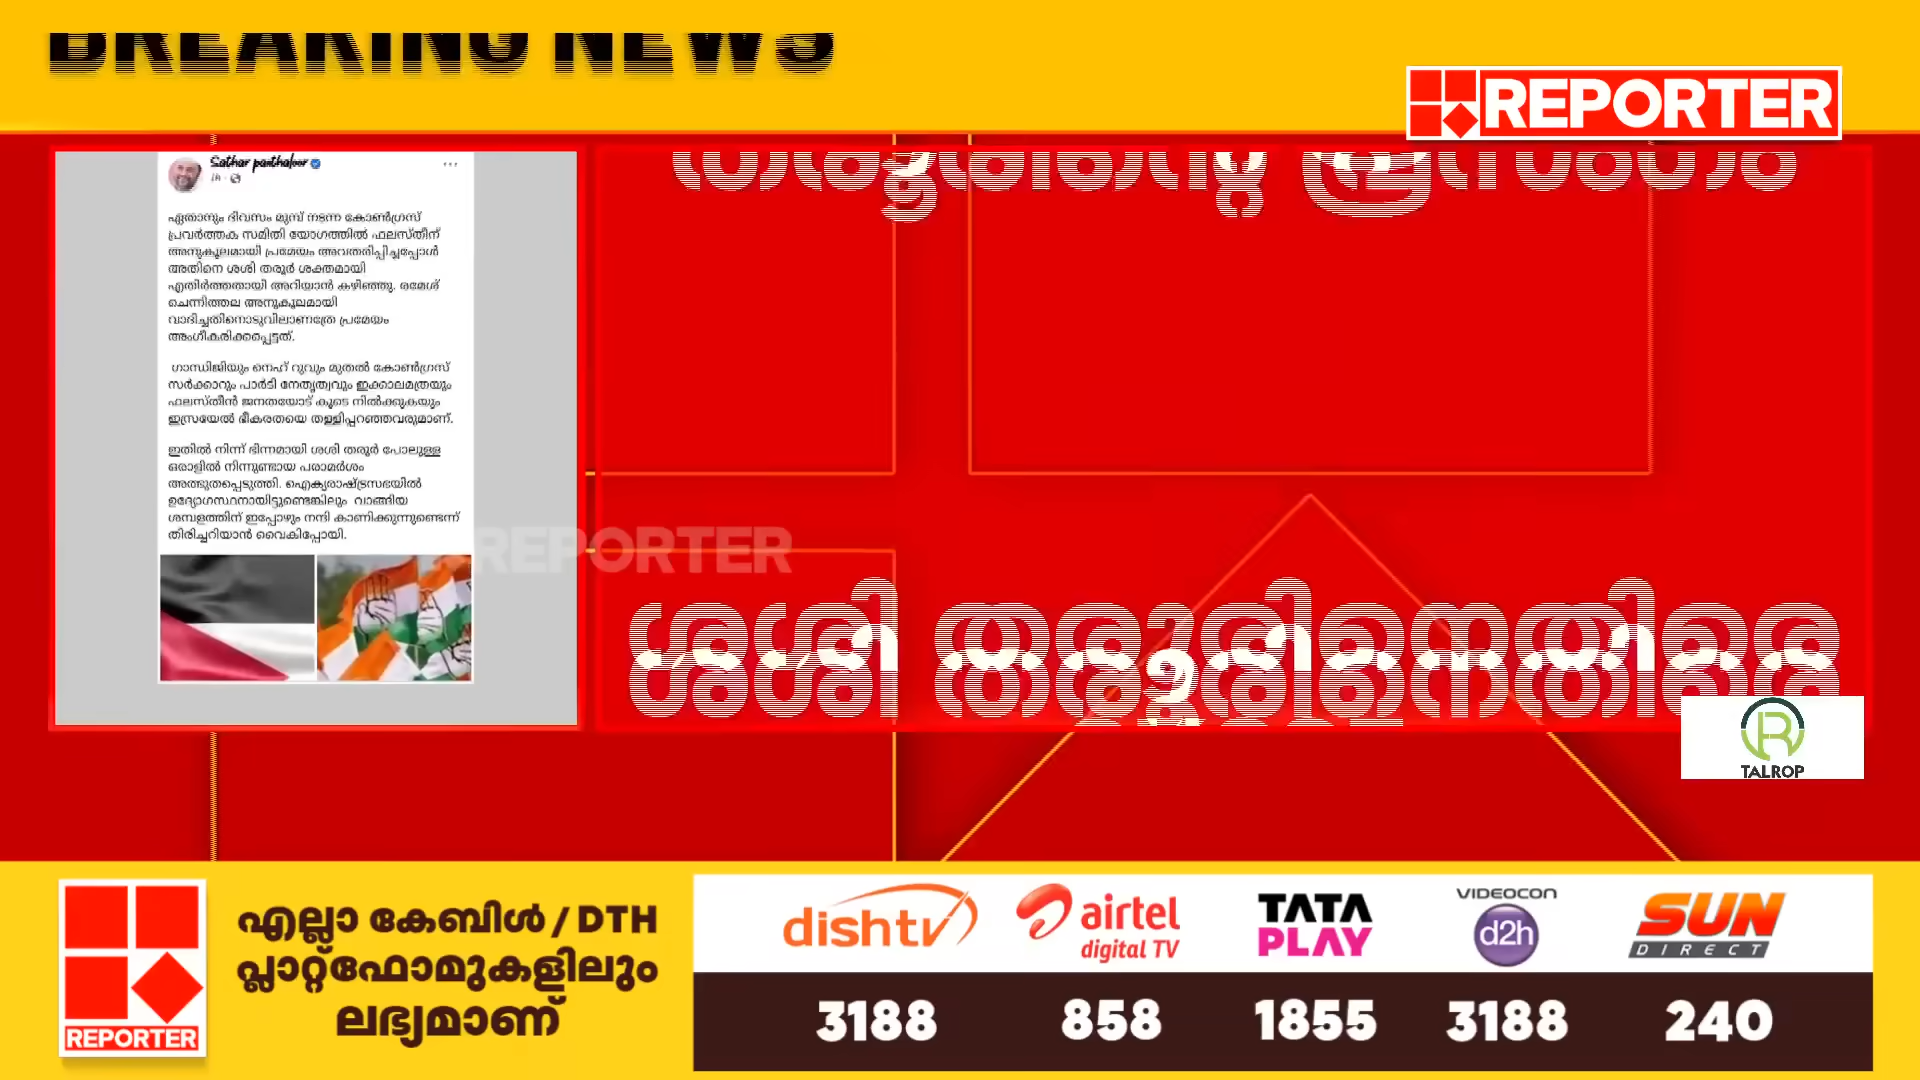 BREAKING NEWS
REPORTER
Sathar panthaloor
1h
ഏതാനും ദിവസം മുമ്പ് നടന്ന കോൺഗ്രസ്
പ്രവർത്തക സമിതി യോഗത്തിൽ ഫലസ്തീന്
അനുകൂലമായി പ്രമേയം അവതരിപ്പിച്ചപ്പോൾ
അതിനെ ശശി തരൂർ ശക്തമായി
എതിർത്തതായി അറിയാൻ കഴിഞ്ഞു. രമേശ്
ചെന്നിത്തല അനുകൂലമായി
വാദിച്ചതിനൊടുവിലാണത്രേ പ്രമേയം
അംഗീകരിക്കപ്പെട്ടത്.
ഗാന്ധിജിയും നെഹ് റുവും മുതൽ കോൺഗ്രസ്
സർക്കാറും പാർടി നേതൃത്വവും ഇക്കാലമത്രയും
ഫലസ്തീൻ ജനതയോട് കൂടെ നിൽക്കുകയും
ഇസ്രയേൽ ഭീകരതയെ തള്ളിപ്പറഞ്ഞവരുമാണ്.
ഇതിൽ നിന്ന് ഭിന്നമായി ശശി തരൂർ പോലുള്ള
ഒരാളിൽ നിന്നുണ്ടായ പരാമർശം
അത്ഭുതപ്പെടുത്തി. ഐക്യരാഷ്ട്രസഭയിൽ
ഉദ്യോഗസ്ഥനായിട്ടുണ്ടെങ്കിലും വാങ്ങിയ
ശമ്പളത്തിന് ഇപ്പോഴും നന്ദി കാണിക്കുന്നുണ്ടെന്ന്
തിരിച്ചറിയാൻ വൈകിപ്പോയി.
REPORTER
ശശി തരൂരിനെതിരെ
TALROP
REPORTER
എല്ലാ കേബിൾ / DTH
പ്ലാറ്റ്ഫോമുകളിലും
ലഭ്യമാണ്
dishtv airtel digital TV TATA PLAY VIDEOCON d2h SUN DIRECT
3188 858 1855 3188 240